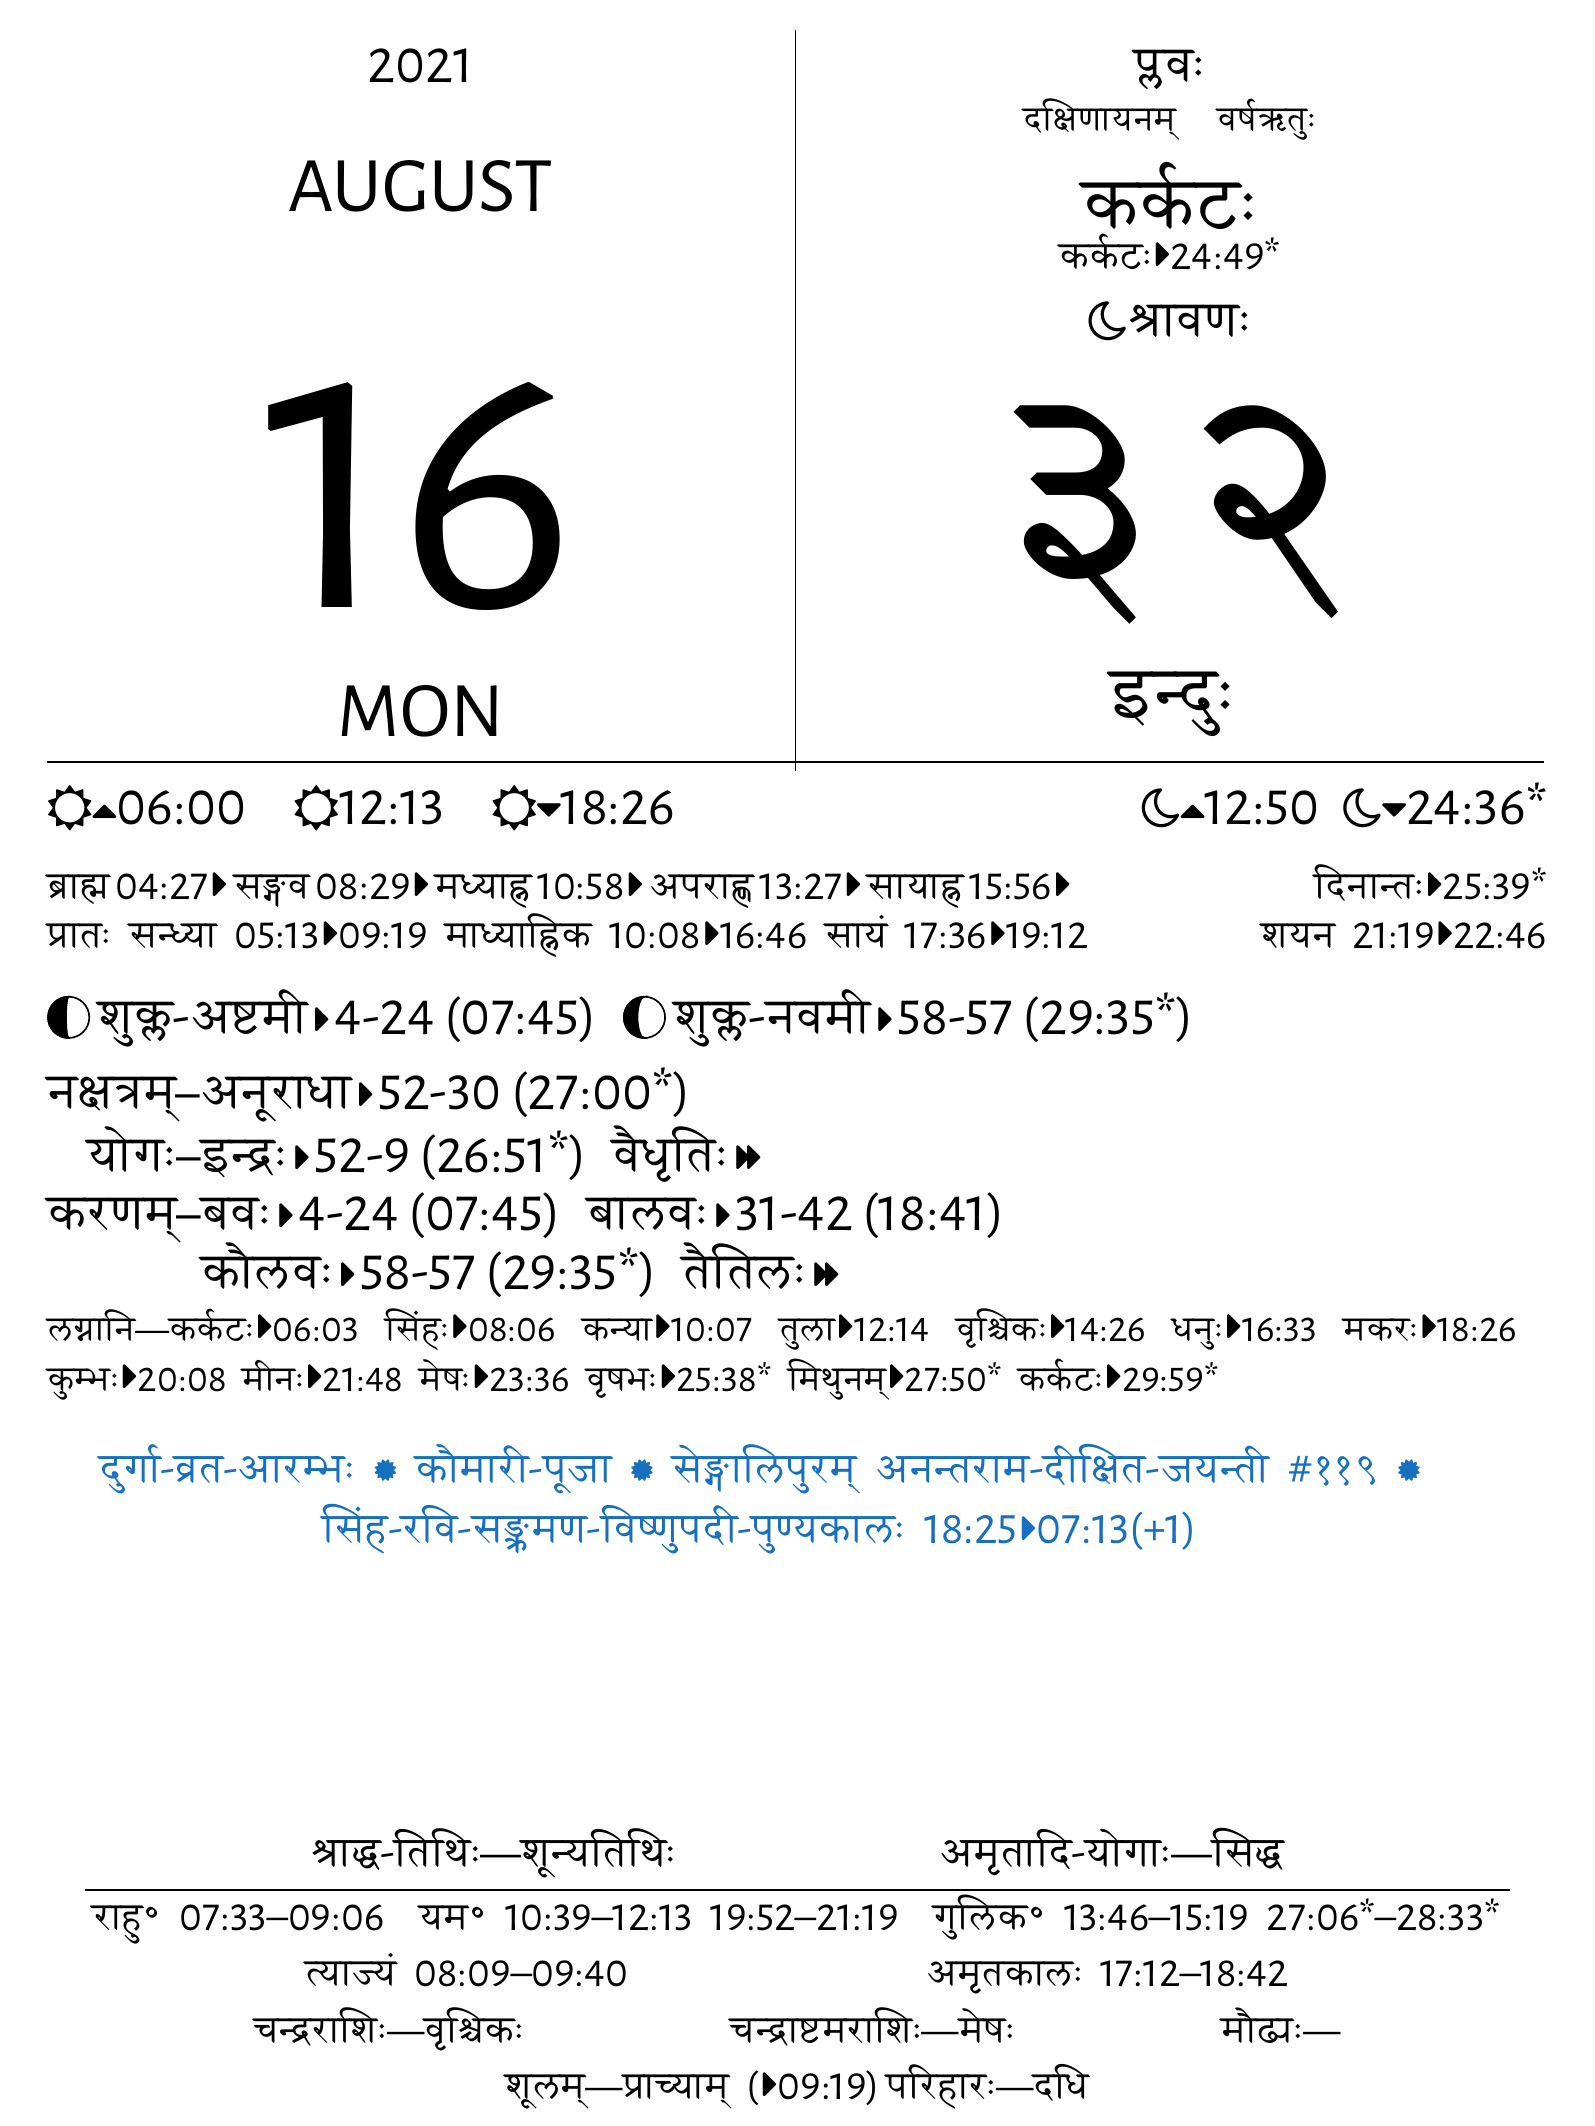 2021
AUGUST
16
MON
प्लवः
दक्षिणायनम् वर्षऋतुः
कर्कटः
कर्कटः⏵24:49*
☾श्रावणः
३२
इन्दुः
☼▲06:00 ☼12:13 ☼▼18:26 ☾▲12:50 ☾▼24:36*
ब्राह्म 04:27⏵ सङ्गव 08:29⏵ मध्याह्न 10:58⏵ अपराह्ण 13:27⏵ सायाह्न 15:56⏵ दिनान्तः⏵25:39*
प्रातः सन्ध्या 05:13⏵09:19 माध्याह्निक 10:08⏵16:46 सायं 17:36⏵19:12 शयन 21:19⏵22:46
◐शुक्ल-अष्टमी⏵4-24 (07:45) ◐शुक्ल-नवमी⏵58-57 (29:35*)
नक्षत्रम्–अनूराधा⏵52-30 (27:00*)
योगः–इन्द्रः⏵52-9 (26:51*) वैधृतिः⏵⏵
करणम्–बवः⏵4-24 (07:45) बालवः⏵31-42 (18:41)
कौलवः⏵58-57 (29:35*) तैतिलः⏵⏵
लग्नानि—कर्कटः⏵06:03 सिंहः⏵08:06 कन्या⏵10:07 तुला⏵12:14 वृश्चिकः⏵14:26 धनुः⏵16:33 मकरः⏵18:26
कुम्भः⏵20:08 मीनः⏵21:48 मेषः⏵23:36 वृषभः⏵25:38* मिथुनम्⏵27:50* कर्कटः⏵29:59*
दुर्गा-व्रत-आरम्भः ✹ कौमारी-पूजा ✹ सेङ्गालिपुरम् अनन्तराम-दीक्षित-जयन्ती #११९ ✹
सिंह-रवि-सङ्क्रमण-विष्णुपदी-पुण्यकालः 18:25⏵07:13(+1)
श्राद्ध-तिथिः—शून्यतिथिः अमृतादि-योगाः—सिद्ध
राहु॰ 07:33–09:06 यम॰ 10:39–12:13 19:52–21:19 गुलिक॰ 13:46–15:19 27:06*–28:33*
त्याज्यं 08:09–09:40 अमृतकालः 17:12–18:42
चन्द्रराशिः—वृश्चिकः चन्द्राष्टमराशिः—मेषः मौढ्यः—
शूलम्—प्राच्याम् (⏵09:19) परिहारः—दधि